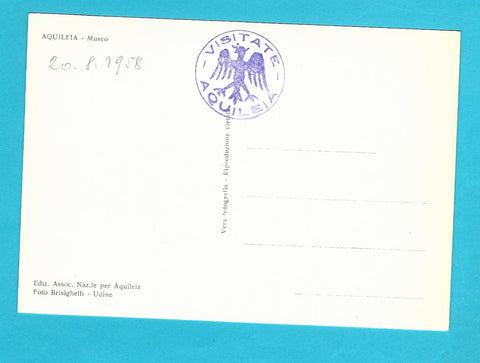 AQUILEIA - Museo
20.8.1958
VISITATE
AQUILEIA
Vera fotografia - Riproduzione vietata
Ediz. Assoc. Naz.le per Aquileia
Foto Brisighelli - Udine